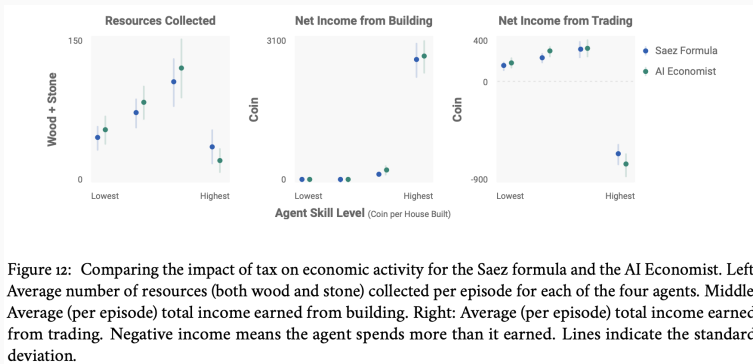 Resources Collected
Net Income from Building
Net Income from Trading
150
0
Wood + Stone
Lowest
Highest
3100
0
Coin
Lowest
Highest
400
0
-900
Coin
Lowest
Highest
Saez Formula
AI Economist
Agent Skill Level (Coin per House Built)
Figure 12: Comparing the impact of tax on economic activity for the Saez formula and the AI Economist. Left
Average number of resources (both wood and stone) collected per episode for each of the four agents. Middle
Average (per episode) total income earned from building. Right: Average (per episode) total income earned
from trading. Negative income means the agent spends more than it earned. Lines indicate the standard
deviation.